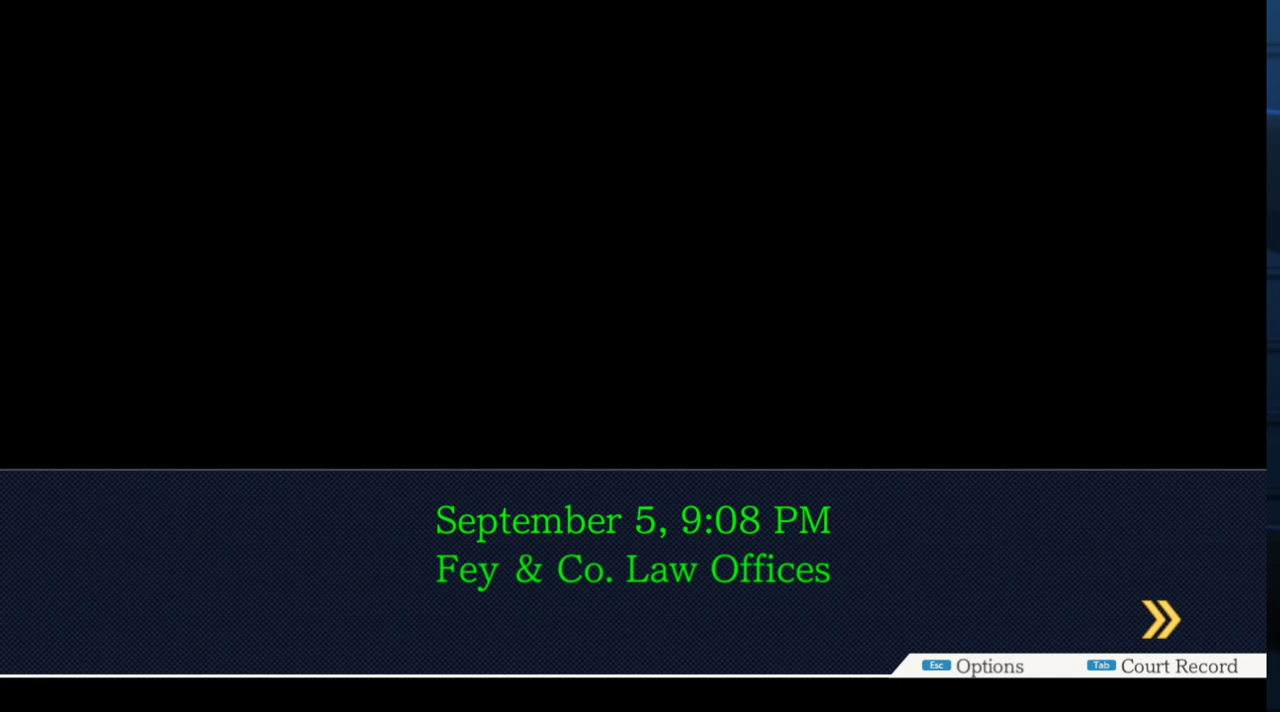 September 5, 9:08 PM
Fey & Co. Law Offices
Esc Options Tab Court Record